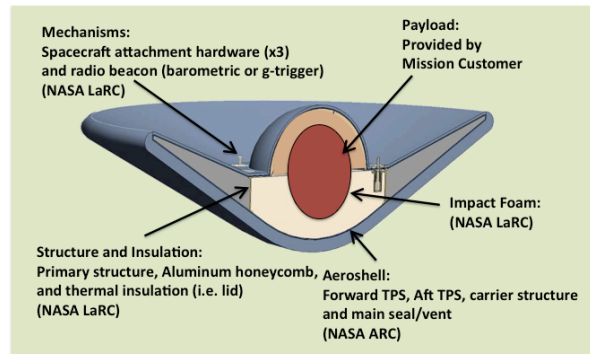 Mechanisms:
Spacecraft attachment hardware (x3)
and radio beacon (barometric or g-trigger)
(NASA LaRC)
Payload:
Provided by
Mission Customer
Impact Foam:
(NASA LaRC)
Structure and Insulation:
Primary structure, Aluminum honeycomb,
and thermal insulation (i.e. lid)
(NASA LaRC)
Aeroshell:
Forward TPS, Aft TPS, carrier structure
and main seal/vent
(NASA ARC)